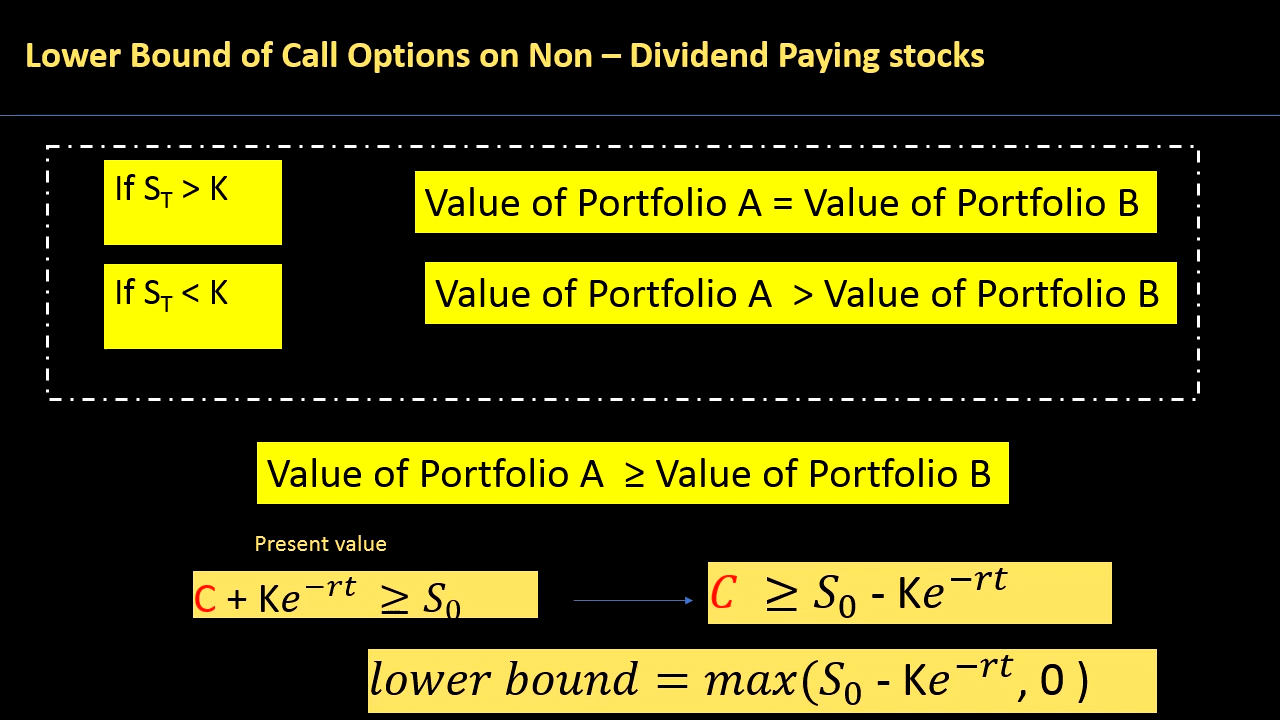 Lower Bound of Call Options on Non – Dividend Paying stocks
If S_T > K
Value of Portfolio A = Value of Portfolio B
If S_T < K
Value of Portfolio A > Value of Portfolio B
Value of Portfolio A ≥ Value of Portfolio B
Present value
C + Ke^{-rt} ≥ S_0
C ≥ S_0 - Ke^{-rt}
lower bound = max(S_0 - Ke^{-rt}, 0 )